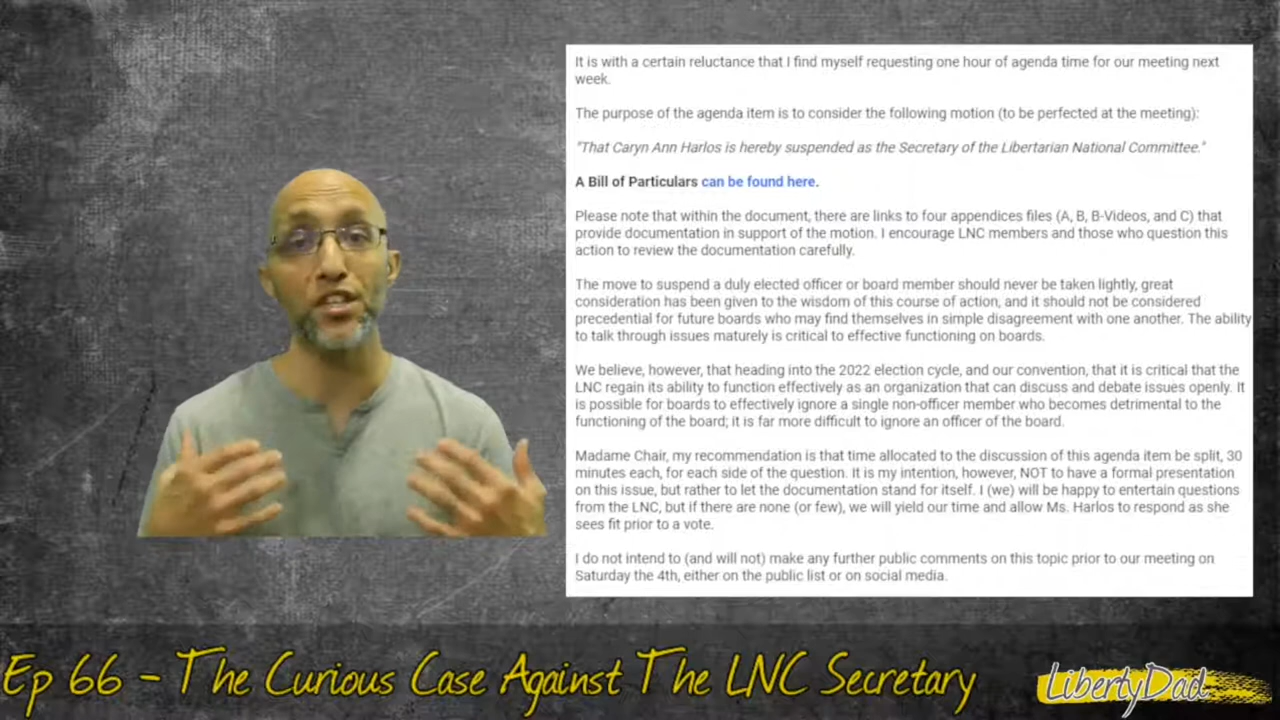 It is with a certain reluctance that I find myself requesting one hour of agenda time for our meeting next
week.
The purpose of the agenda item is to consider the following motion (to be perfected at the meeting):
"That Caryn Ann Harlos is hereby suspended as the Secretary of the Libertarian National Committee."
A Bill of Particulars can be found here.
Please note that within the document, there are links to four appendices files (A, B, B-Videos, and C) that
provide documentation in support of the motion. I encourage LNC members and those who question this
action to review the documentation carefully.
The move to suspend a duly elected officer or board member should never be taken lightly, great
consideration has been given to the wisdom of this course of action, and it should not be considered
precedential for future boards who may find themselves in simple disagreement with one another. The ability
to talk through issues maturely is critical to effective functioning on boards.
We believe, however, that heading into the 2022 election cycle, and our convention, that it is critical that the
LNC regain its ability to function effectively as an organization that can discuss and debate issues openly. It
is possible for boards to effectively ignore a single non-officer member who becomes detrimental to the
functioning of the board; it is far more difficult to ignore an officer of the board.
Madame Chair, my recommendation is that time allocated to the discussion of this agenda item be split, 30
minutes each, for each side of the question. It is my intention, however, NOT to have a formal presentation
on this issue, but rather to let the documentation stand for itself. I (we) will be happy to entertain questions
from the LNC, but if there are none (or few), we will yield our time and allow Ms. Harlos to respond as she
sees fit prior to a vote.
I do not intend to (and will not) make any further public comments on this topic prior to our meeting on
Saturday the 4th, either on the public list or on social media.
Ep 66 - The Curious Case Against The LNC Secretary
LibertyDad